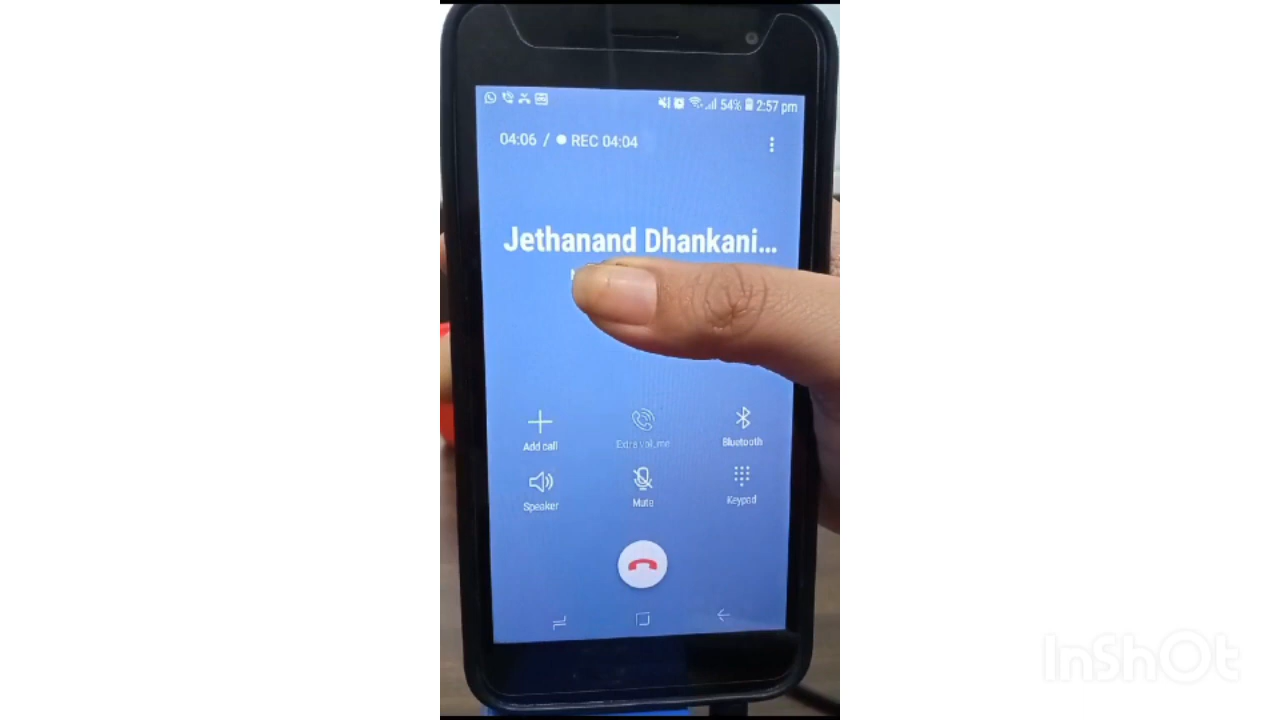 54% 2:57 pm
04:06 / REC 04:04
Jethanand Dhankani...
Add call Extra volume Bluetooth
Speaker Mute Keypad
InShOt